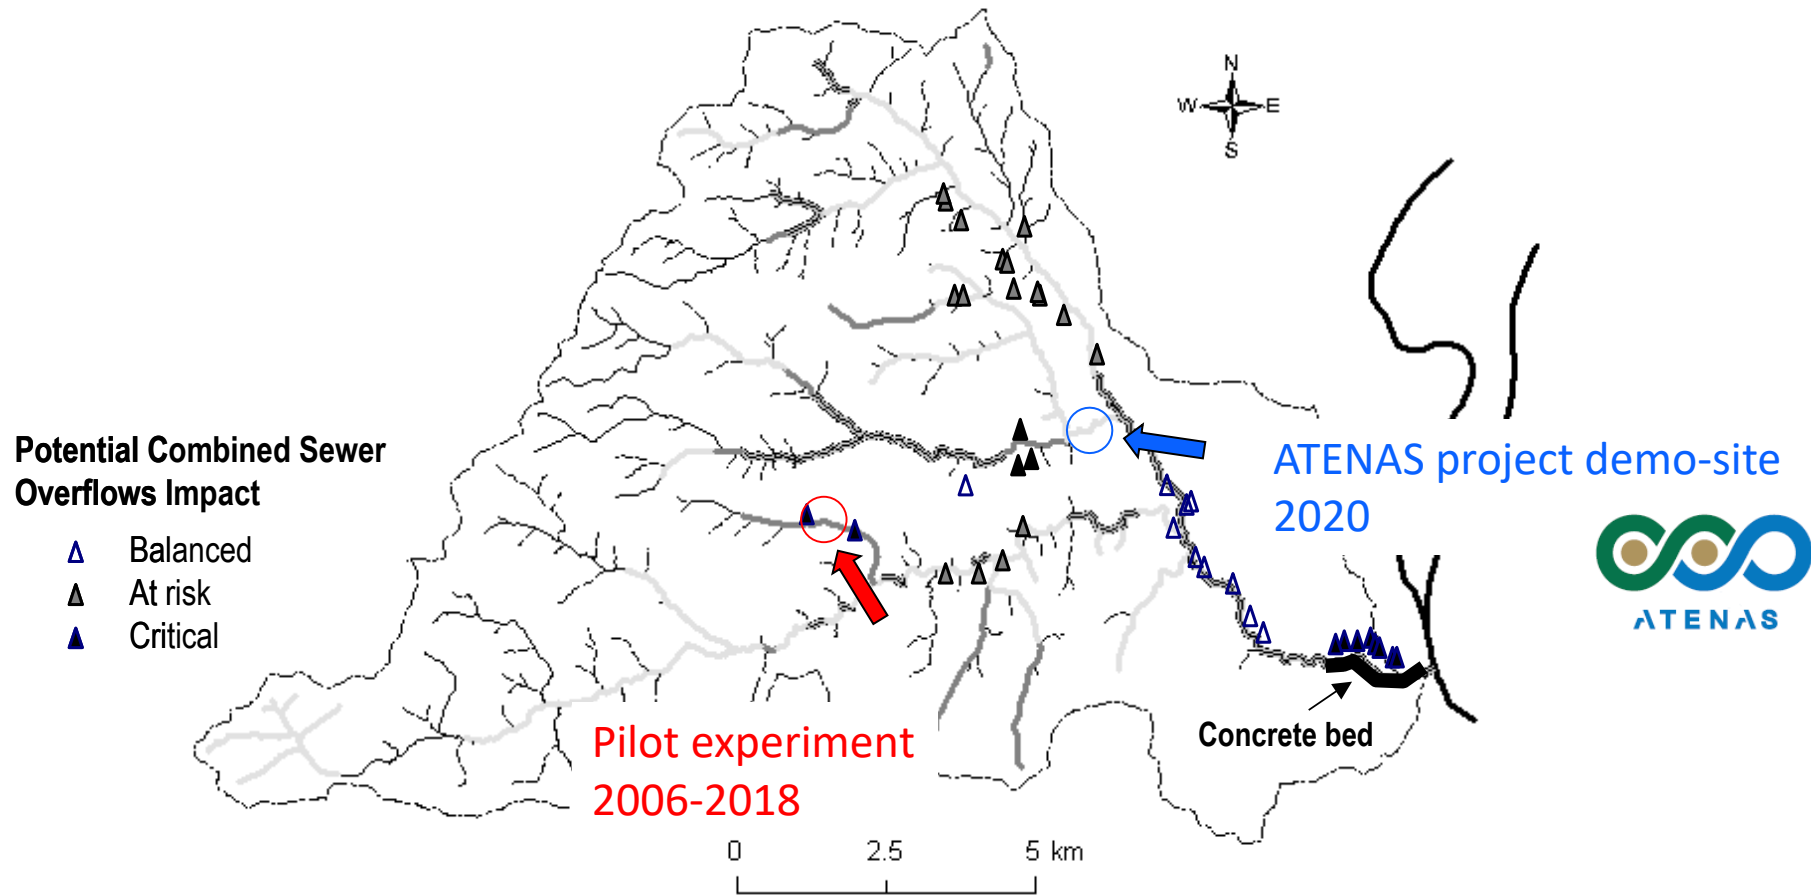 N
W E
S
Potential Combined Sewer
Overflows Impact
Balanced
At risk
Critical
ATENAS project demo-site
2020
ATENAS
Concrete bed
Pilot experiment
2006-2018
0 2.5 5 km